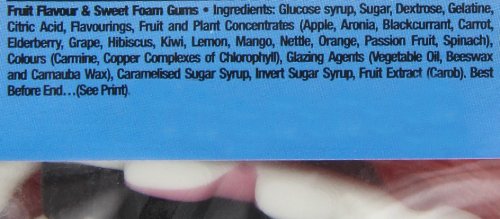 Fruit Flavour & Sweet Foam Gums • Ingredients: Glucose syrup, Sugar, Dextrose, Gelatine,
Citric Acid, Flavourings, Fruit and Plant Concentrates (Apple, Aronia, Blackcurrant, Carrot,
Elderberry, Grape, Hibiscus, Kiwi, Lemon, Mango, Nettle, Orange, Passion Fruit, Spinach),
Colours (Carmine, Copper Complexes of Chlorophyll), Glazing Agents (Vegetable Oil, Beeswax
and Carnauba Wax), Caramelised Sugar Syrup, Invert Sugar Syrup, Fruit Extract (Carob). Best
Before End...(See Print).